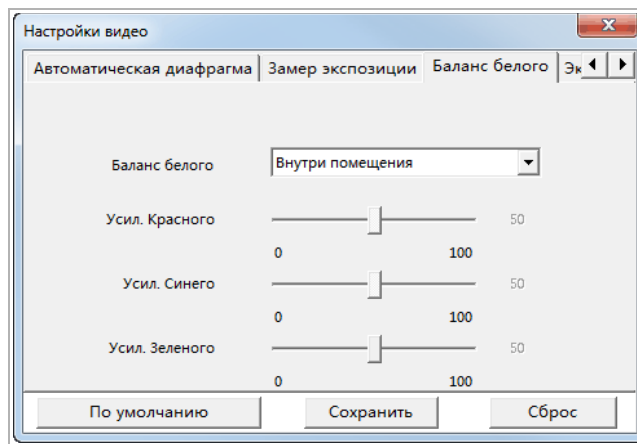 Настройки видео
Автоматическая диафрагма Замер экспозиции Баланс белого Эк
Баланс белого Внутри помещения
Усил. Красного 50
0 100
Усил. Синего 50
0 100
Усил. Зеленого 50
0 100
По умолчанию Сохранить Сброс